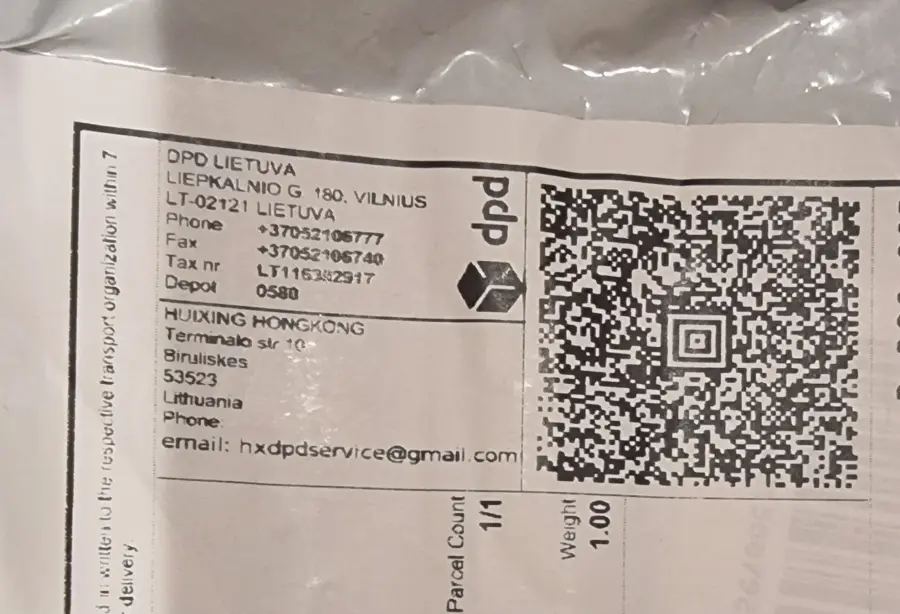 DPD LIETUVA
LIEPKALNIO G 180, VILNIUS
LT-02121 LIETUVA
Phone +37052106777
Fax +37052106740
Tax nr LT116382917
Depot 0580
dpd
HUIXING HONGKONG
Terminalo str 10
Biruliskes
53523
Lithuania
Phone:
email: hxdpdservice@gmail.com
Parcel Count
1/1
Weight
1.00
in written to the respective transport organization within 7
delivery.